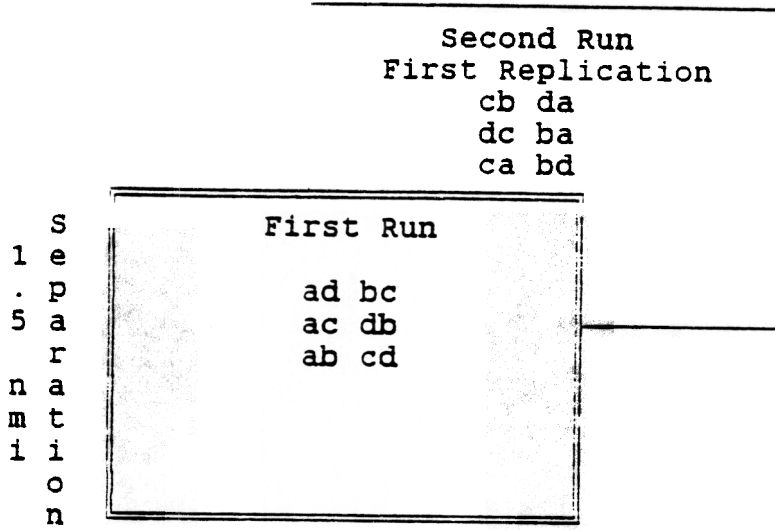 Second Run
First Replication
cb da
dc ba
ca bd
First Run
ad bc
ac db
ab cd
1.5 nmi
Separation